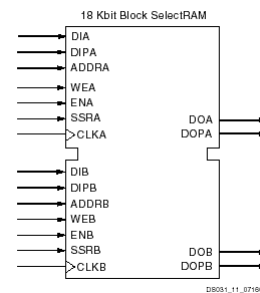 18 Kbit Block SelectRAM
DIA
DIPA
ADDRA
WEA
ENA
SSRA
CLKA
DOA
DOPA
DIB
DIPB
ADDRB
WEB
ENB
SSRB
CLKB
DOB
DOPB